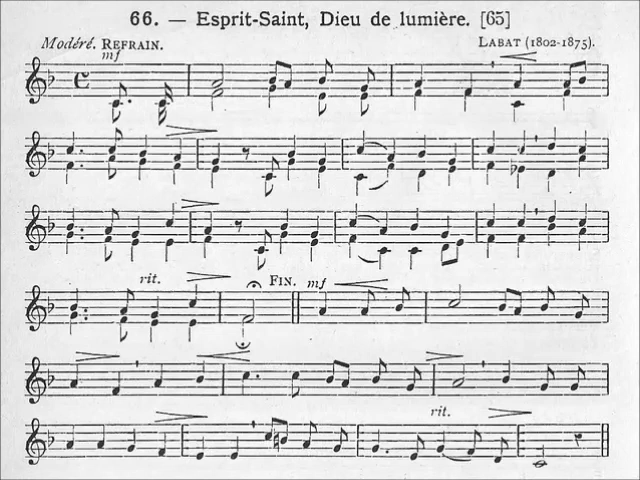 66. — Esprit-Saint, Dieu de lumière. [65]
Modéré. REFRAIN. LABAT (1802-1875).
mf
rit. FIN. mf
rit.